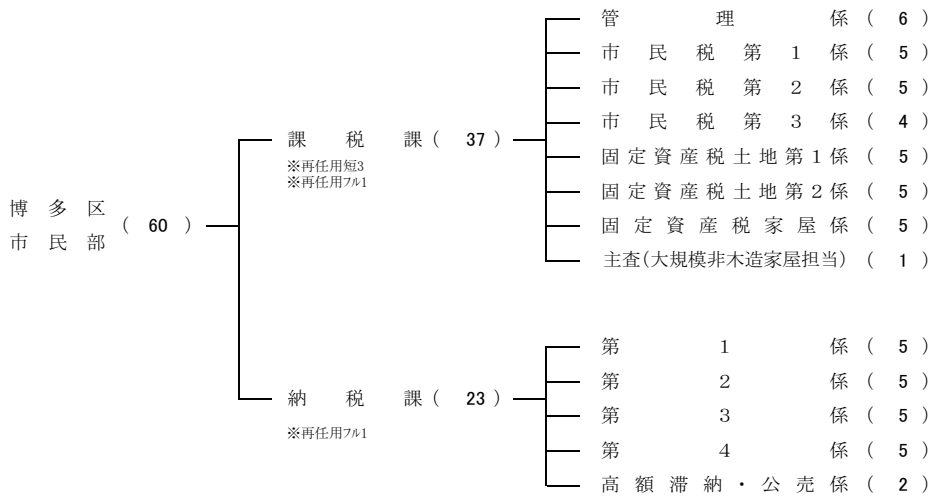 博多区
市民部 ( 60 )
課税課 ( 37 )
※再任用短3
※再任用フル1
管理係 ( 6 )
市民税第1係 ( 5 )
市民税第2係 ( 5 )
市民税第3係 ( 4 )
固定資産税土地第1係 ( 5 )
固定資産税土地第2係 ( 5 )
固定資産税家屋係 ( 5 )
主査(大規模非木造家屋担当) ( 1 )
納税課 ( 23 )
※再任用フル1
第1係 ( 5 )
第2係 ( 5 )
第3係 ( 5 )
第4係 ( 5 )
高額滞納・公売係 ( 2 )